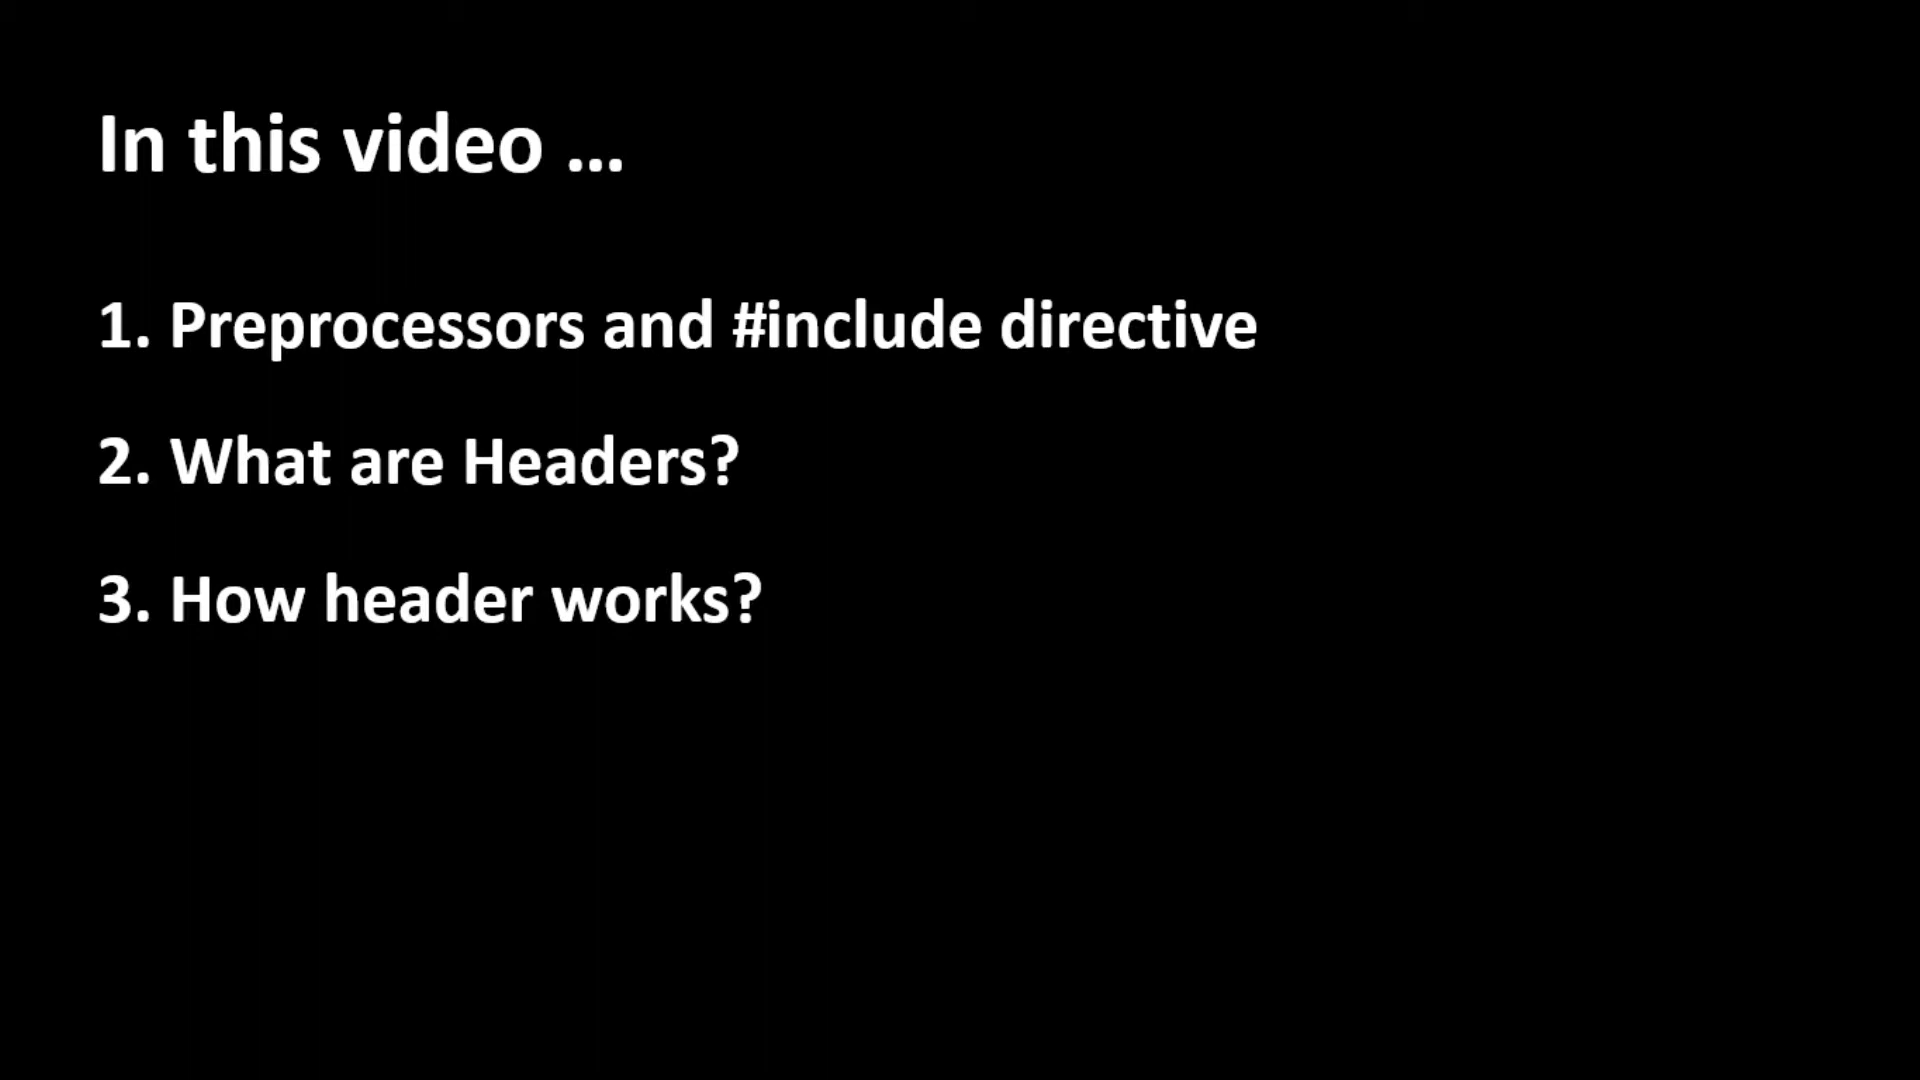 In this video ...
1. Preprocessors and #include directive
2. What are Headers?
3. How header works?